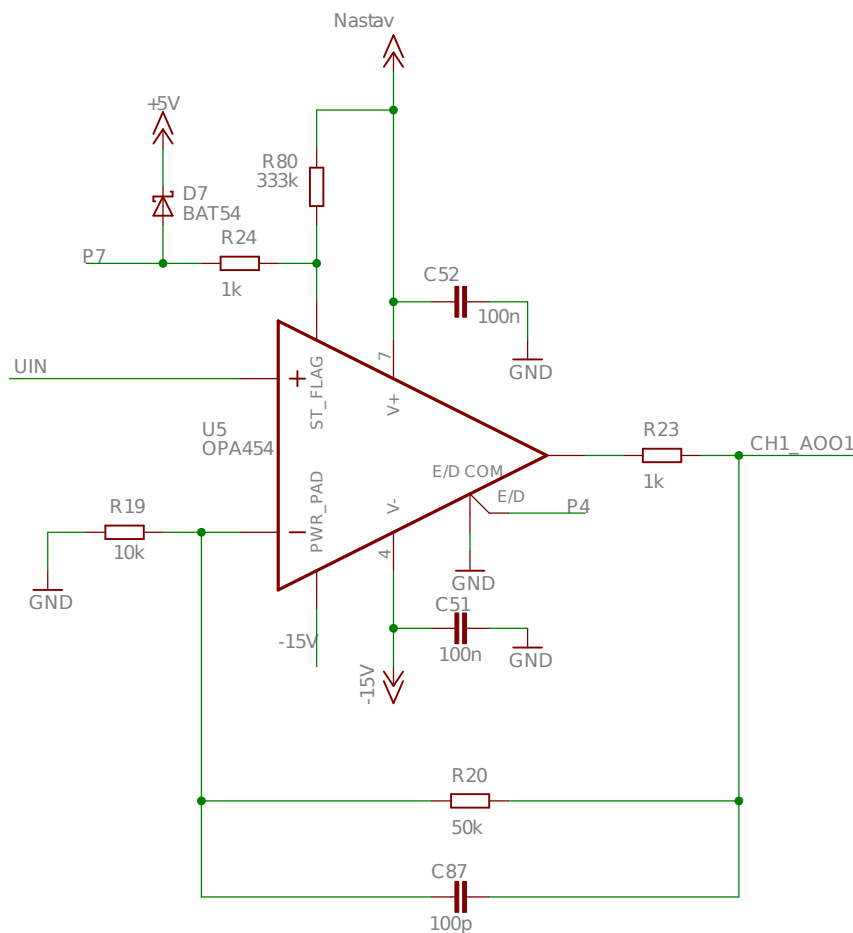 Nastav
+5V
R80
333k
D7
BAT54
R24
P7
1k
C52
100n
GND
7
UIN
ST_FLAG
V+
U5
OPA454
R23
CH1_AOO1
1k
E/D COM
E/D
P4
PWR_PAD
V-
R19
10k
4
GND
GND
C51
100n
GND
-15V
-15V
R20
50k
C87
100p